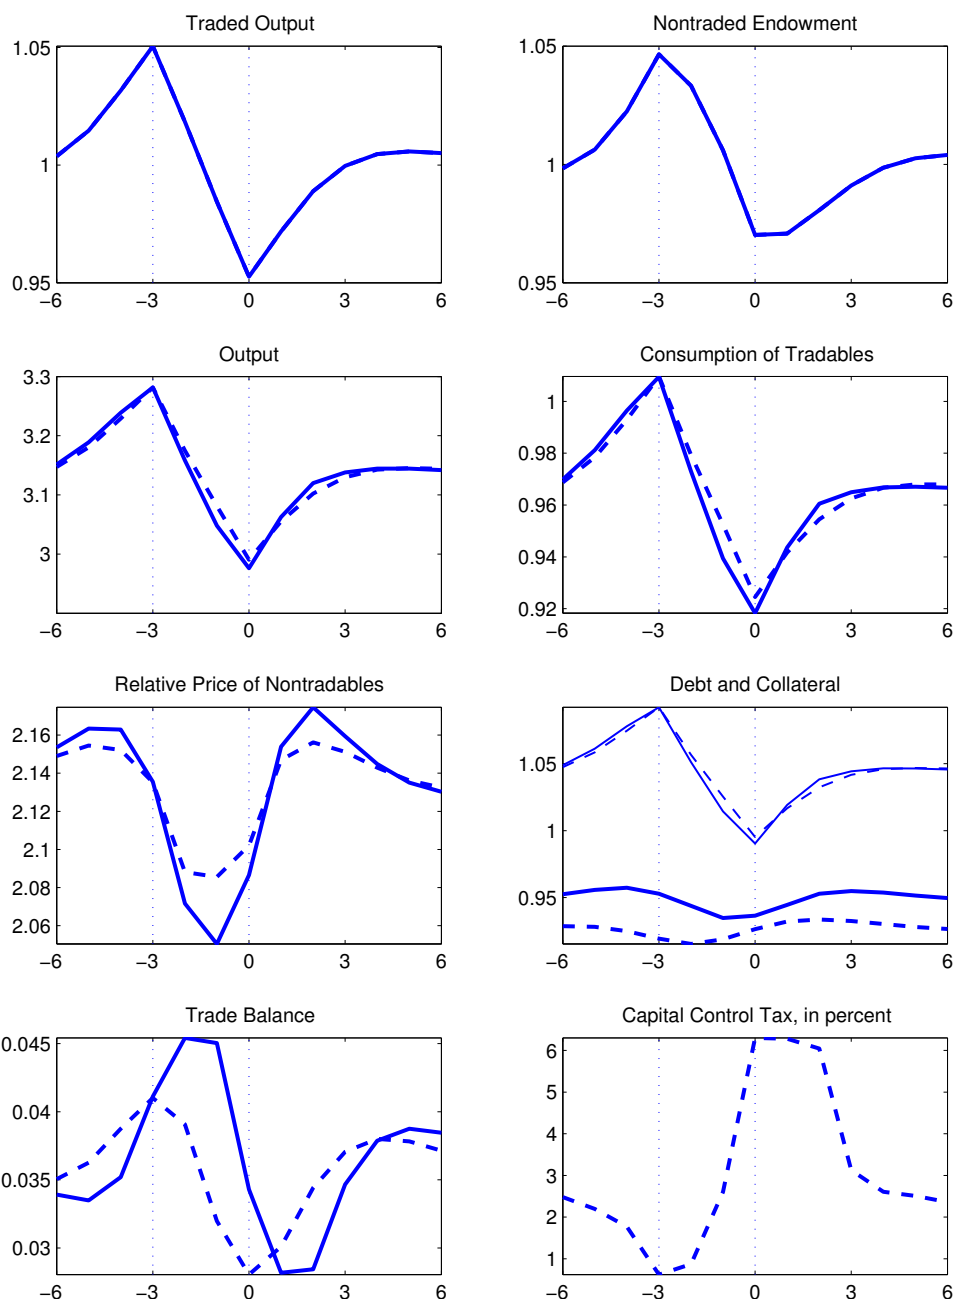 Traded Output
1.05
1
0.95
−6 −3 0 3 6
Nontraded Endowment
1.05
1
0.95
−6 −3 0 3 6
Output
3.3
3.2
3.1
3
−6 −3 0 3 6
Consumption of Tradables
1
0.98
0.96
0.94
0.92
−6 −3 0 3 6
Relative Price of Nontradables
2.16
2.14
2.12
2.1
2.08
2.06
−6 −3 0 3 6
Debt and Collateral
1.05
1
0.95
−6 −3 0 3 6
Trade Balance
0.045
0.04
0.035
0.03
−6 −3 0 3 6
Capital Control Tax, in percent
6
5
4
3
2
1
−6 −3 0 3 6